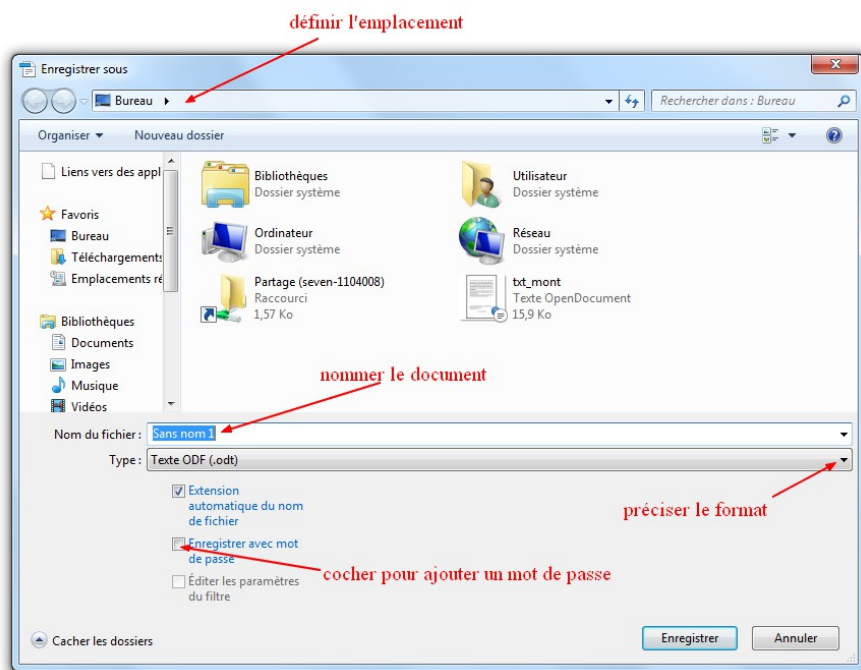 définir l'emplacement
Enregistrer sous
Bureau
Rechercher dans : Bureau
Organiser
Nouveau dossier
Liens vers des appl
Favoris
Bureau
Téléchargements
Emplacements ré
Bibliothèques
Documents
Images
Musique
Vidéos
Bibliothèques
Dossier système
Utilisateur
Dossier système
Ordinateur
Dossier système
Réseau
Dossier système
Partage (seven-1104008)
Raccourci
1,57 Ko
txt_mont
Texte OpenDocument
15,9 Ko
nommer le document
Nom du fichier : Sans nom 1
Type : Texte ODF (.odt)
préciser le format
Extension
automatique du nom
de fichier
Enregistrer avec mot
de passe
cocher pour ajouter un mot de passe
Éditer les paramètres
du filtre
Cacher les dossiers
Enregistrer
Annuler